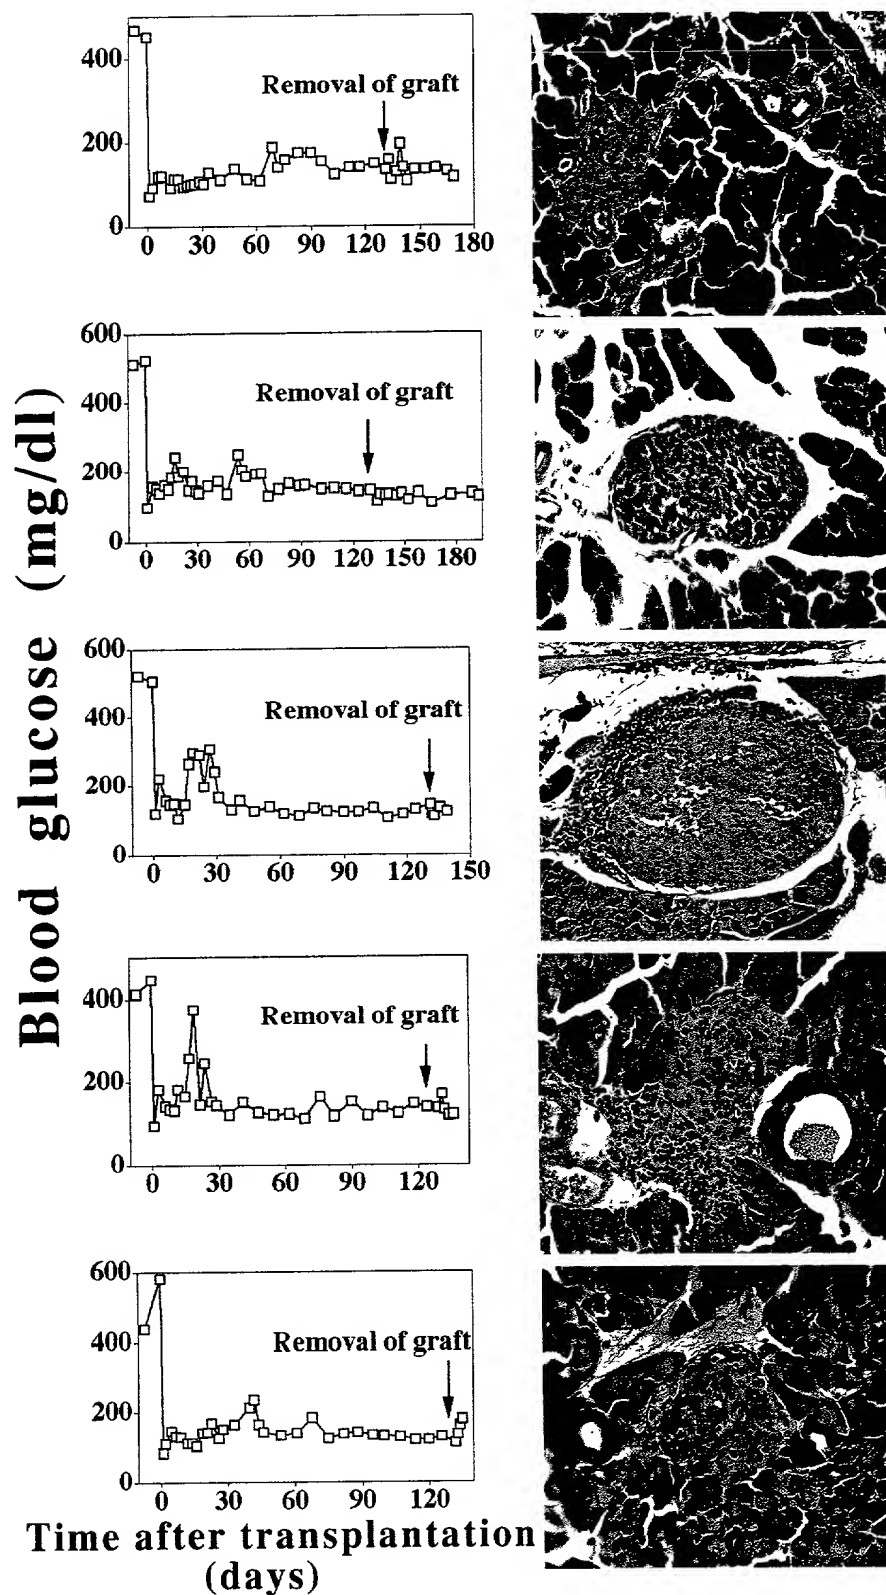 Blood glucose (mg/dl)
400
200
0
Removal of graft
0 30 60 90 120 150 180
600
400
200
0
Removal of graft
0 30 60 90 120 150 180
600
400
200
0
Removal of graft
0 30 60 90 120 150
400
200
0
Removal of graft
0 30 60 90 120
600
400
200
0
Removal of graft
0 30 60 90 120
Time after transplantation
(days)